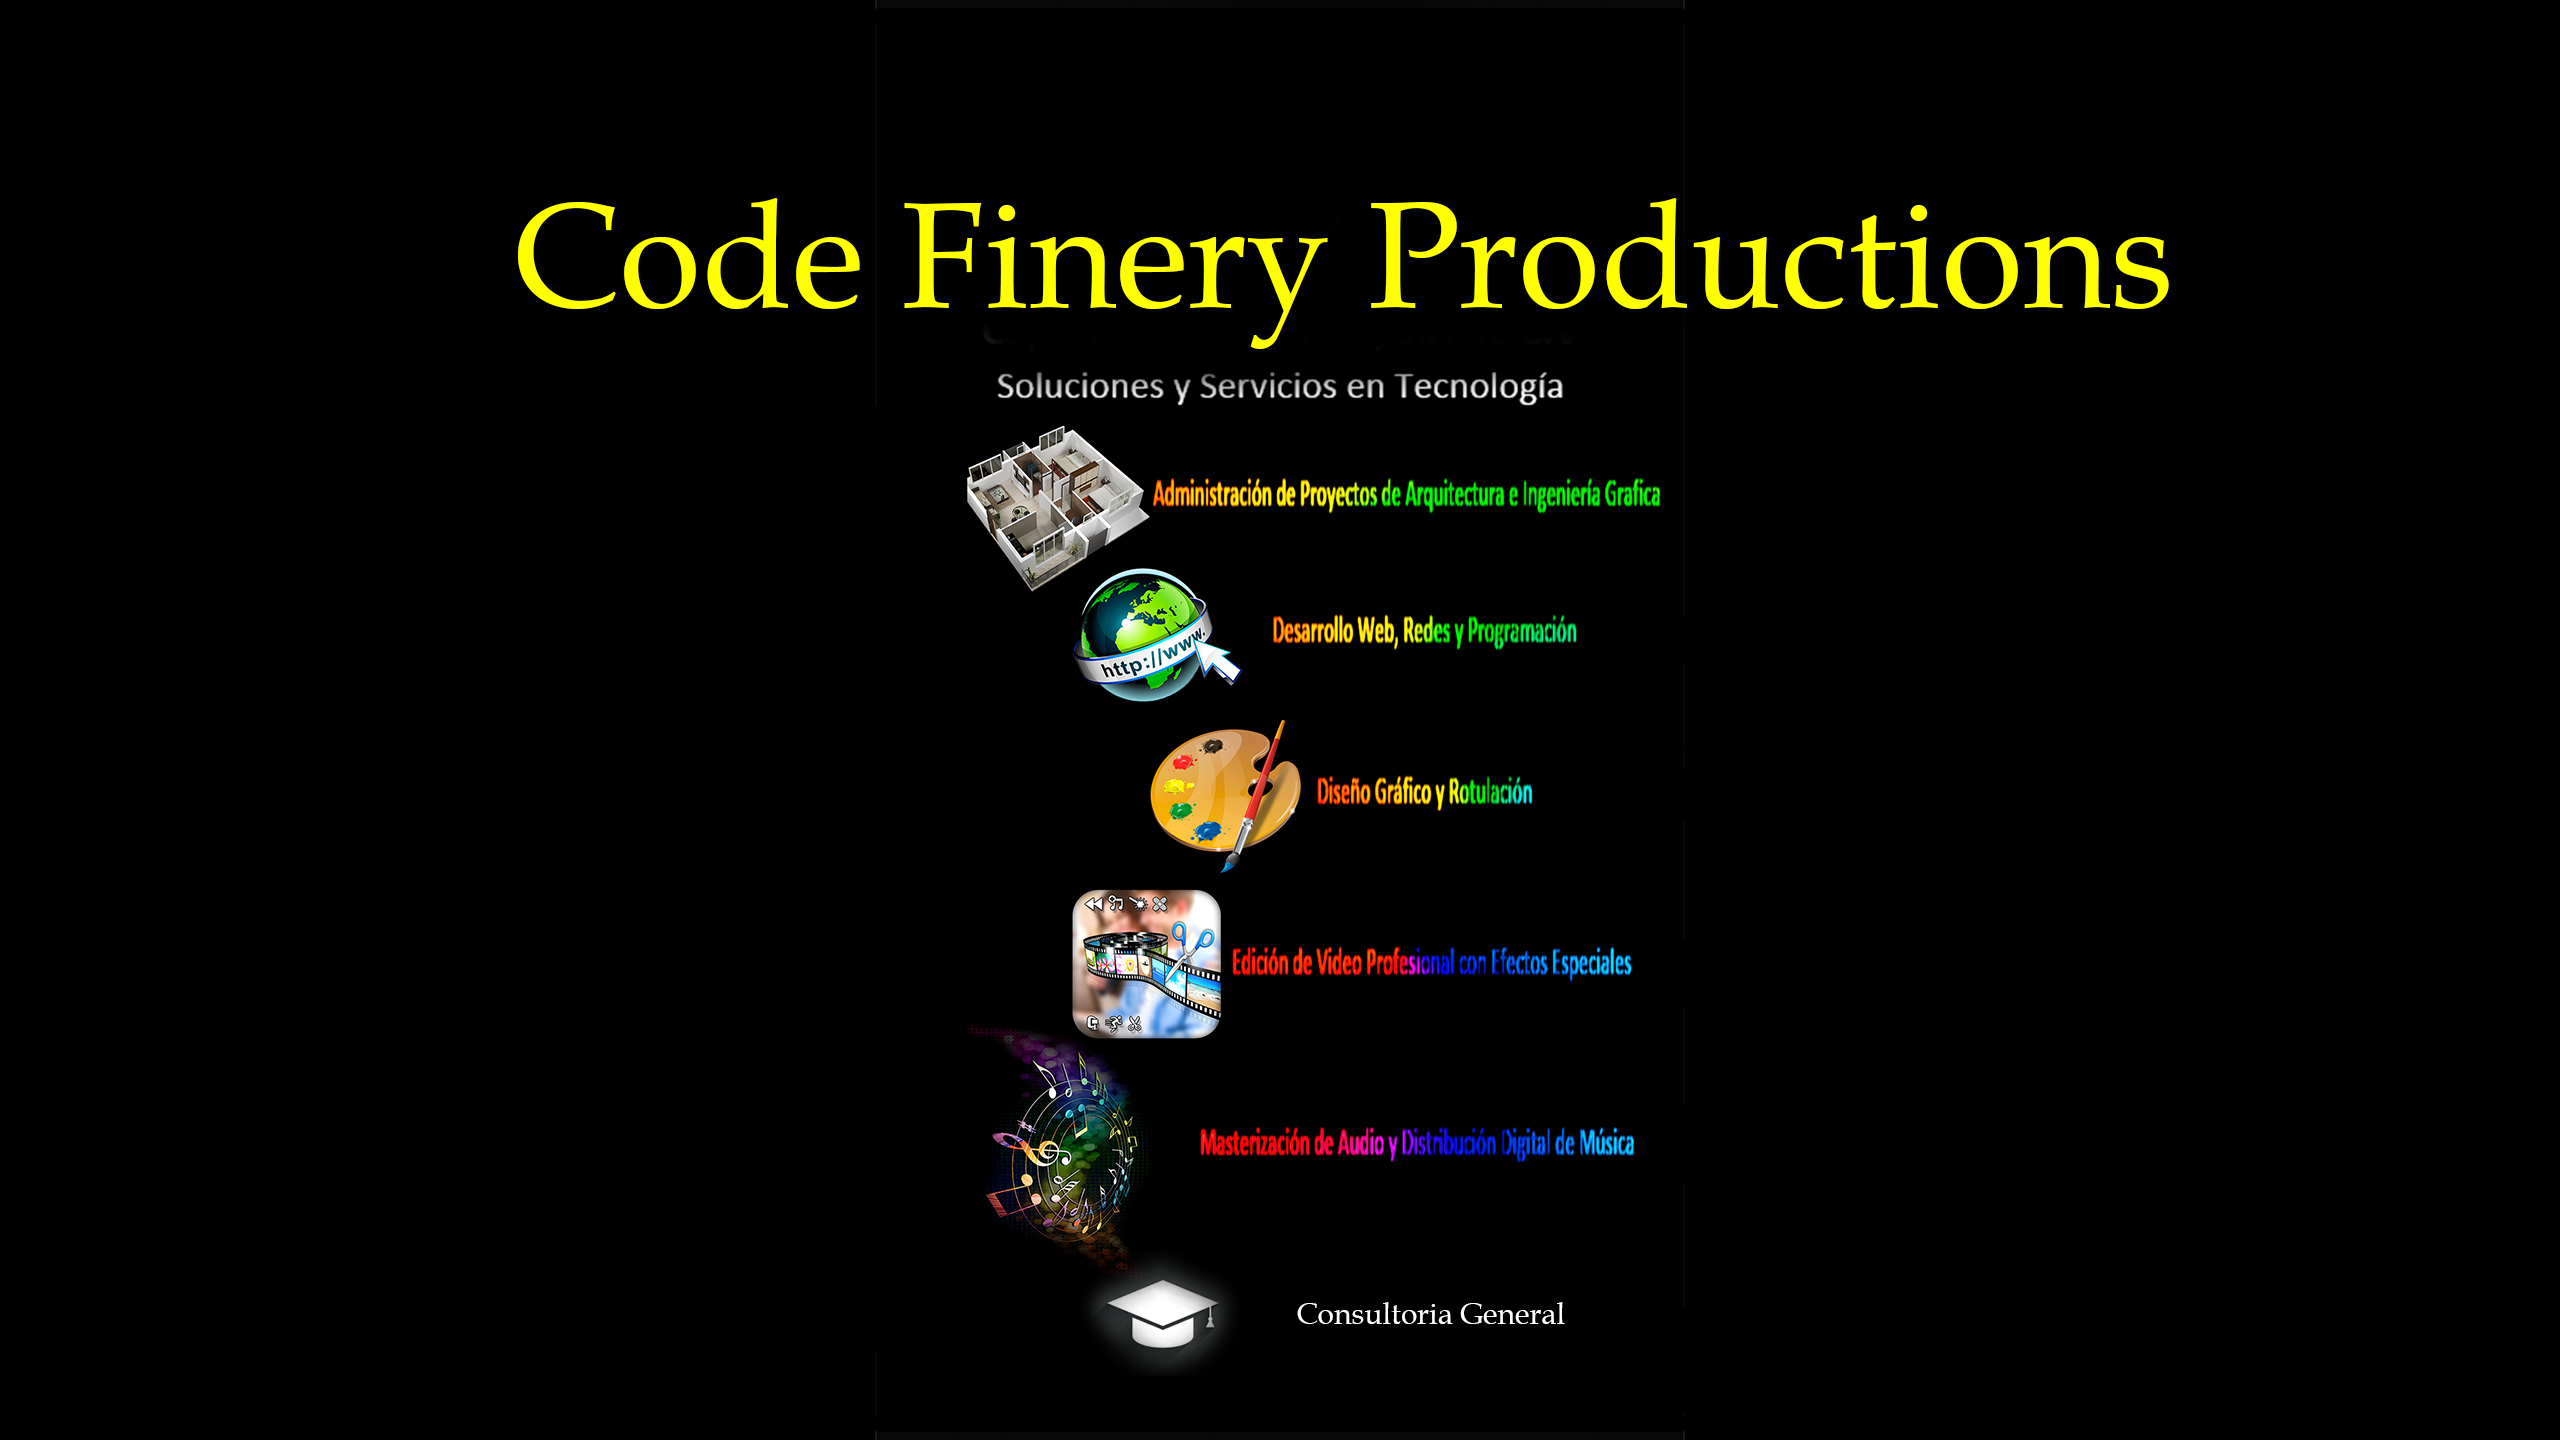 Code Finery Productions
Soluciones y Servicios en Tecnología
Administración de Proyectos de Arquitectura e Ingeniería Grafica
http://www.
Desarrollo Web, Redes y Programación
Diseño Gráfico y Rotulación
Edición de Video Profesional con Efectos Especiales
Masterización de Audio y Distribución Digital de Música
Consultoria General